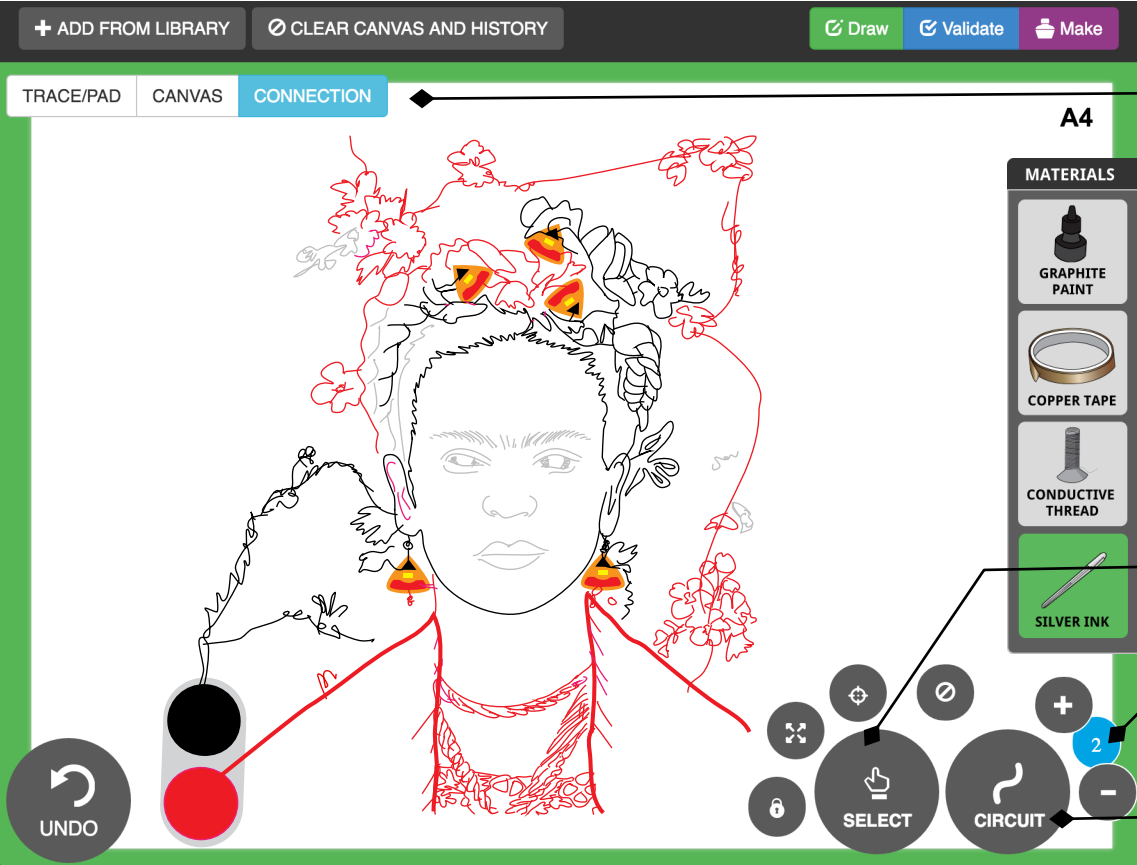 ADD FROM LIBRARY
CLEAR CANVAS AND HISTORY
Draw
Validate
Make
TRACE/PAD
CANVAS
CONNECTION
A4
MATERIALS
GRAPHITE
PAINT
COPPER TAPE
CONDUCTIVE
THREAD
SILVER INK
2
UNDO
SELECT
CIRCUIT